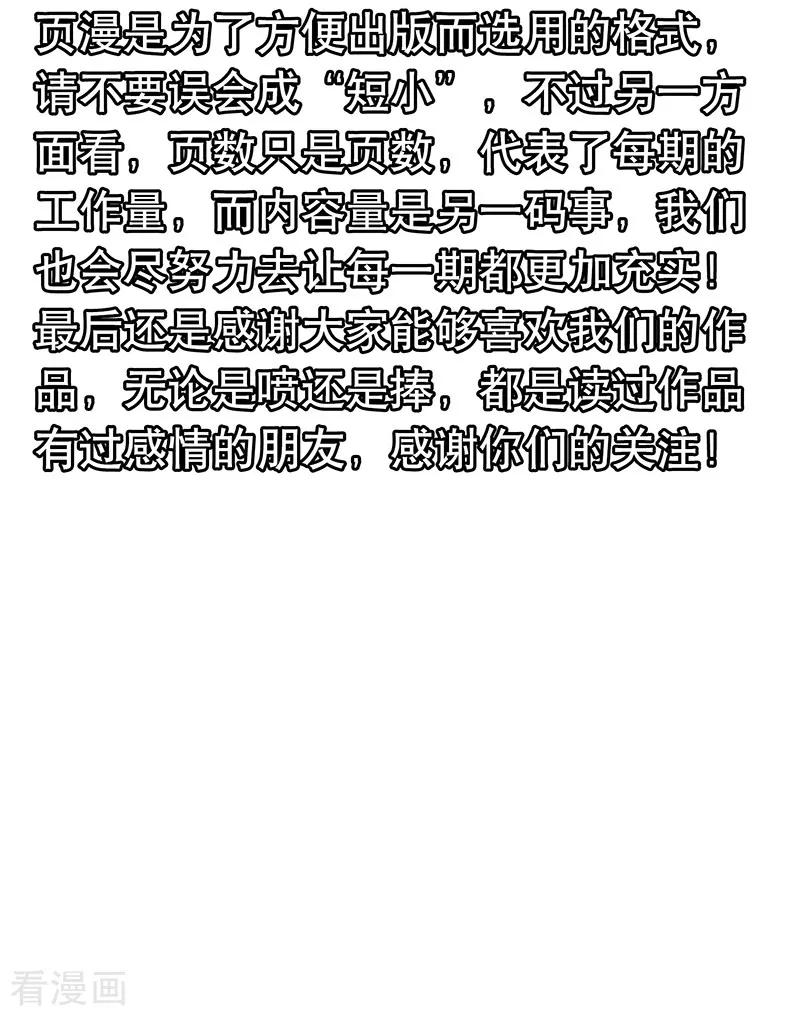 页漫是为了方便出版而选用的格式，
请不要误会成“短小”，不过另一方
面看，页数只是页数，代表了每期的
工作量，而内容量是另一码事，我们
也会尽努力去让每一期都更加充实！
最后还是感谢大家能够喜欢我们的作
品，无论是喷还是捧，都是读过作品
有过感情的朋友，感谢你们的关注！
看漫画